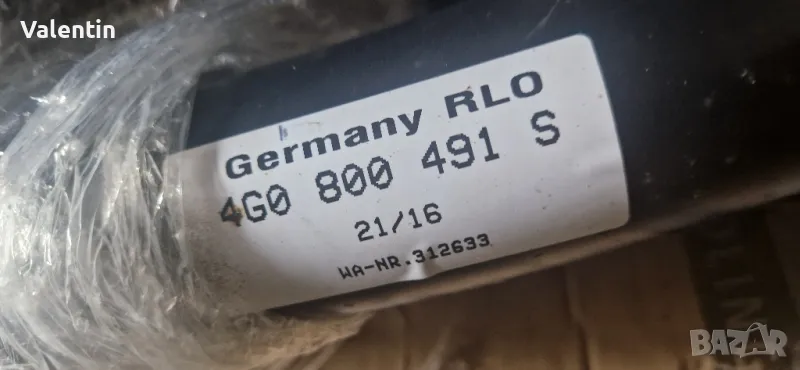 Valentin
Germany RLO
4G0 800 491 S
21/16
WA-NR.312633
BAZAR